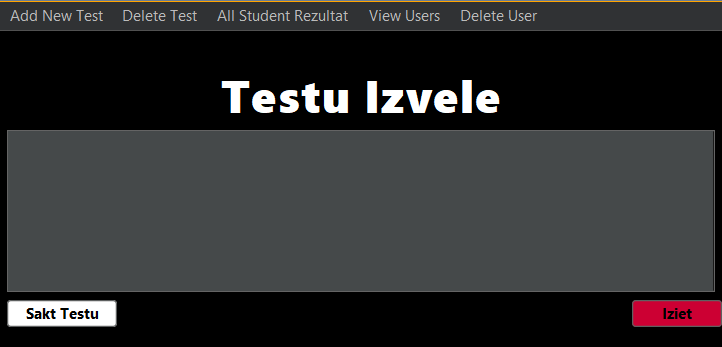 Add New Test Delete Test All Student Rezultat View Users Delete User
Testu Izvele
Sakt Testu Iziet